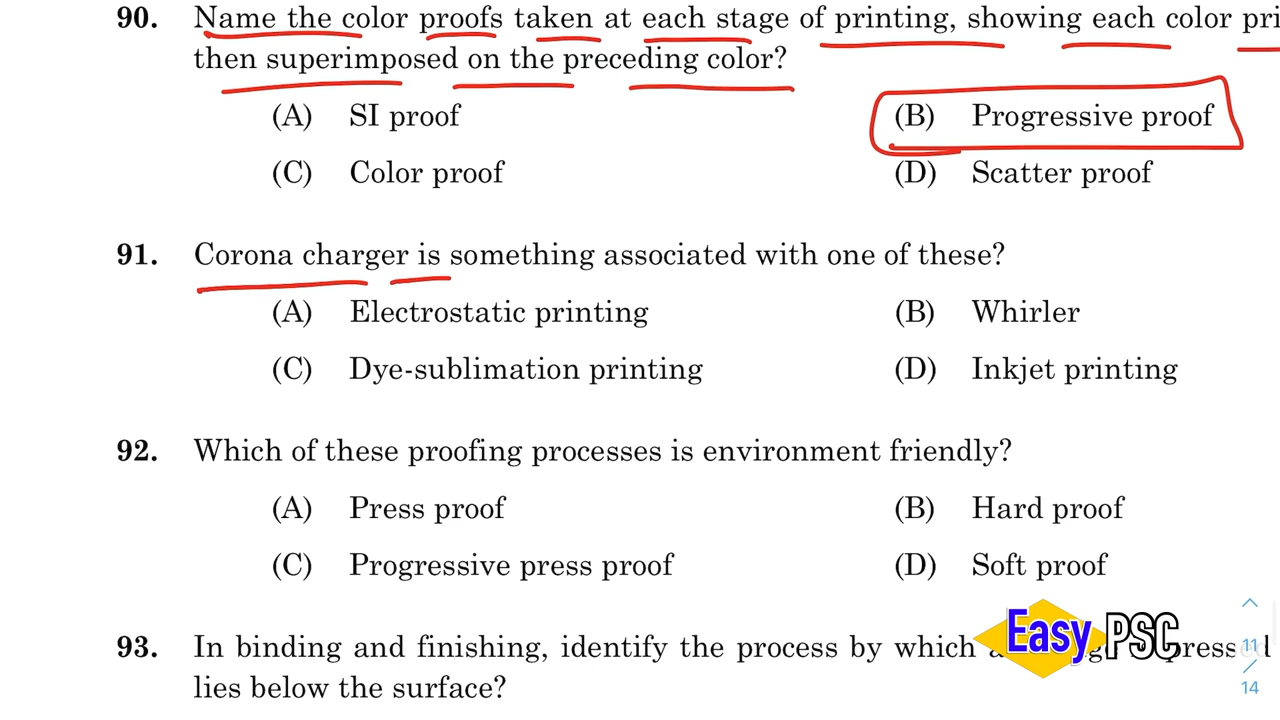 90. Name the color proofs taken at each stage of printing, showing each color pri
then superimposed on the preceding color?
(A) SI proof (B) Progressive proof
(C) Color proof (D) Scatter proof
91. Corona charger is something associated with one of these?
(A) Electrostatic printing (B) Whirler
(C) Dye-sublimation printing (D) Inkjet printing
92. Which of these proofing processes is environment friendly?
(A) Press proof (B) Hard proof
(C) Progressive press proof (D) Soft proof
93. In binding and finishing, identify the process by which
lies below the surface?
Easy PSC
11
/
14